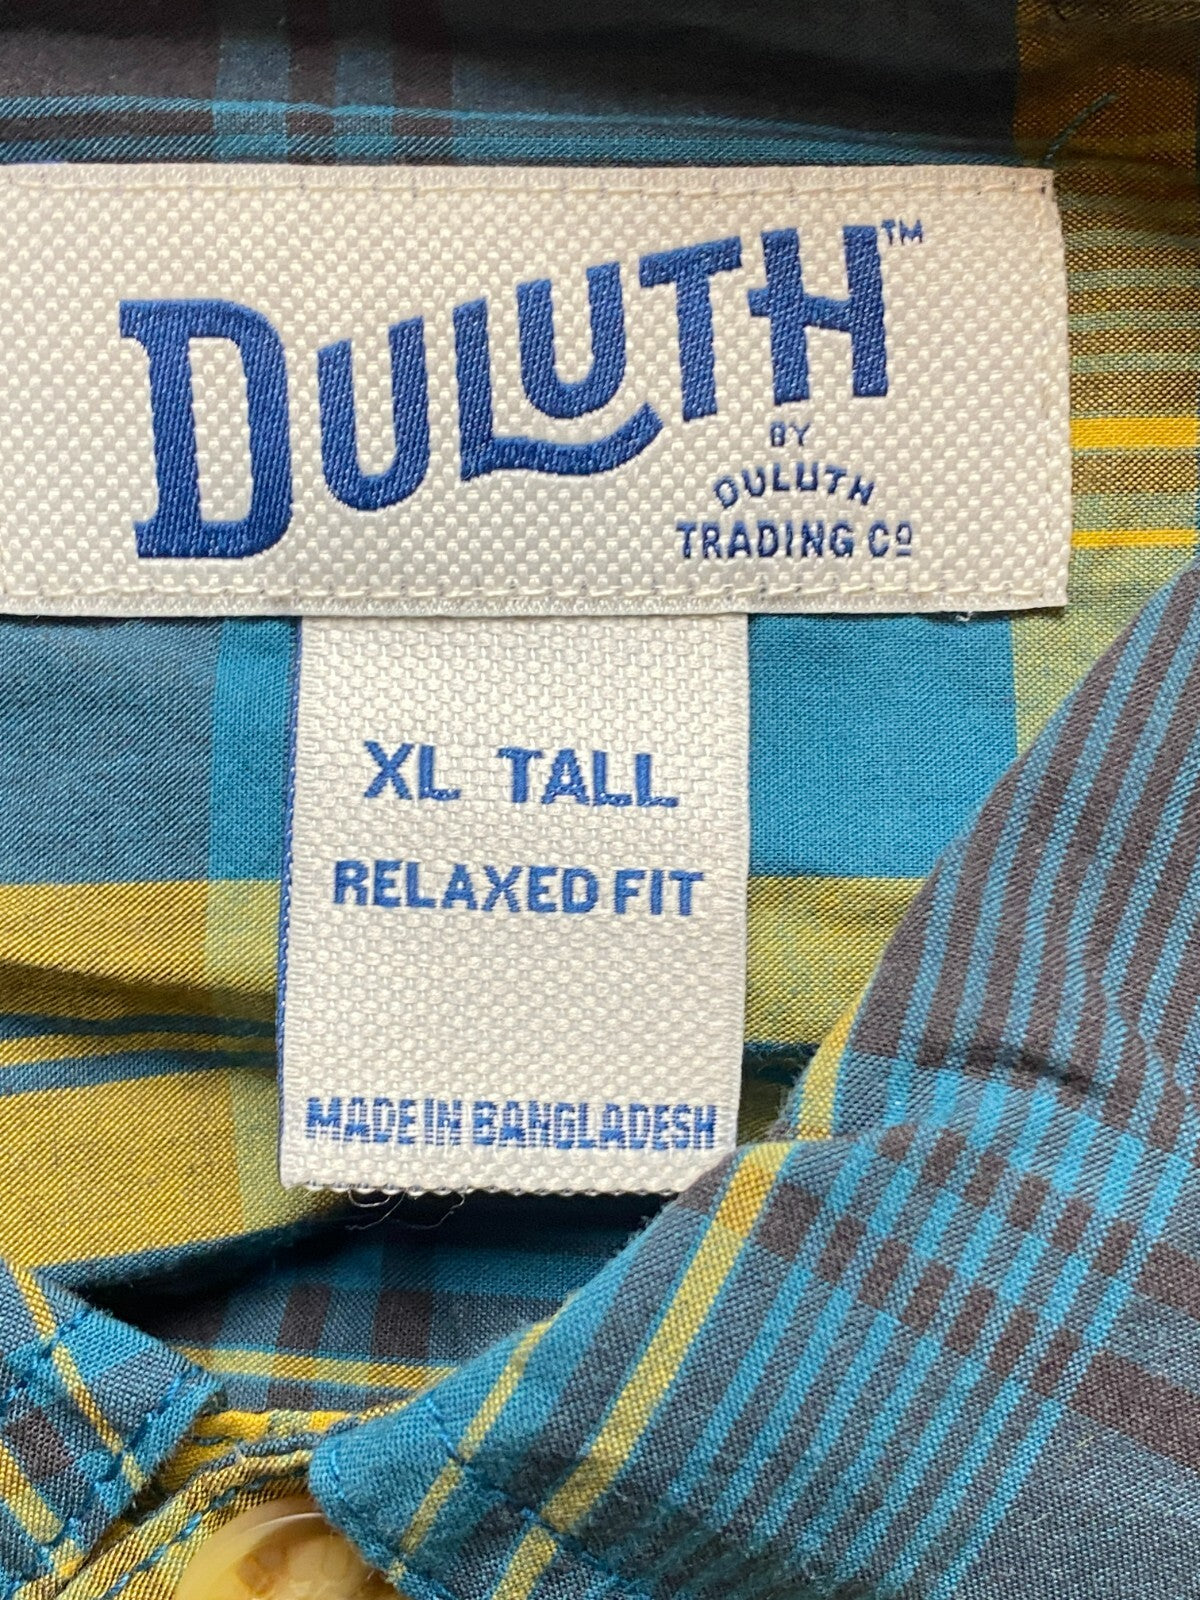 DULUTH™
BY
DULUTH
TRADING Cº
XL TALL
RELAXED FIT
MADE IN BANGLADESH